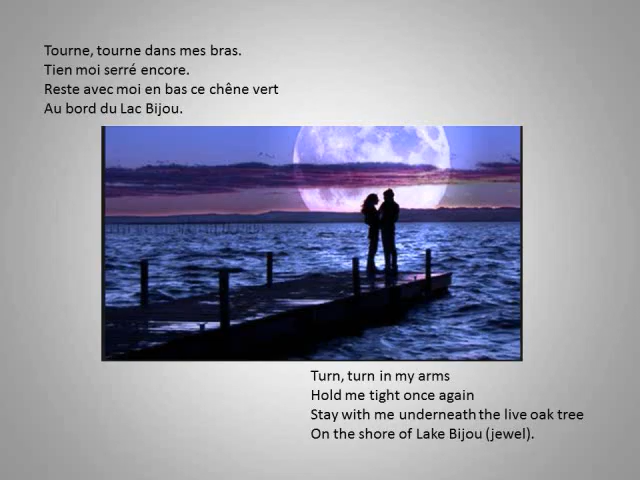 Tourne, tourne dans mes bras.
Tien moi serré encore.
Reste avec moi en bas ce chêne vert
Au bord du Lac Bijou.
Turn, turn in my arms
Hold me tight once again
Stay with me underneath the live oak tree
On the shore of Lake Bijou (jewel).